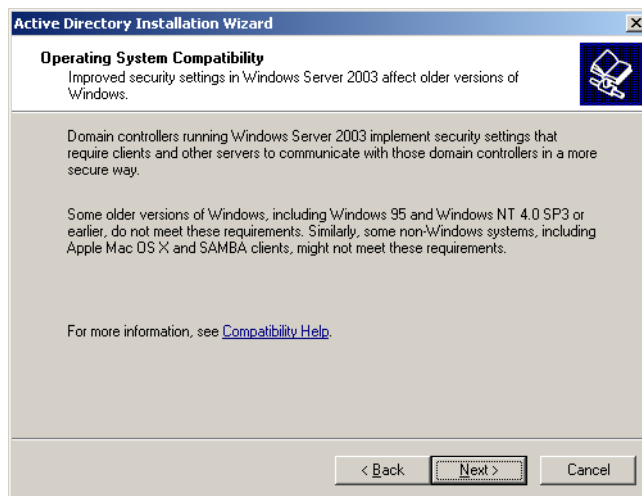 Active Directory Installation Wizard
Operating System Compatibility
Improved security settings in Windows Server 2003 affect older versions of
Windows.
Domain controllers running Windows Server 2003 implement security settings that
require clients and other servers to communicate with those domain controllers in a more
secure way.
Some older versions of Windows, including Windows 95 and Windows NT 4.0 SP3 or
earlier, do not meet these requirements. Similarly, some non-Windows systems, including
Apple Mac OS X and SAMBA clients, might not meet these requirements.
For more information, see Compatibility Help.
< Back
Next >
Cancel